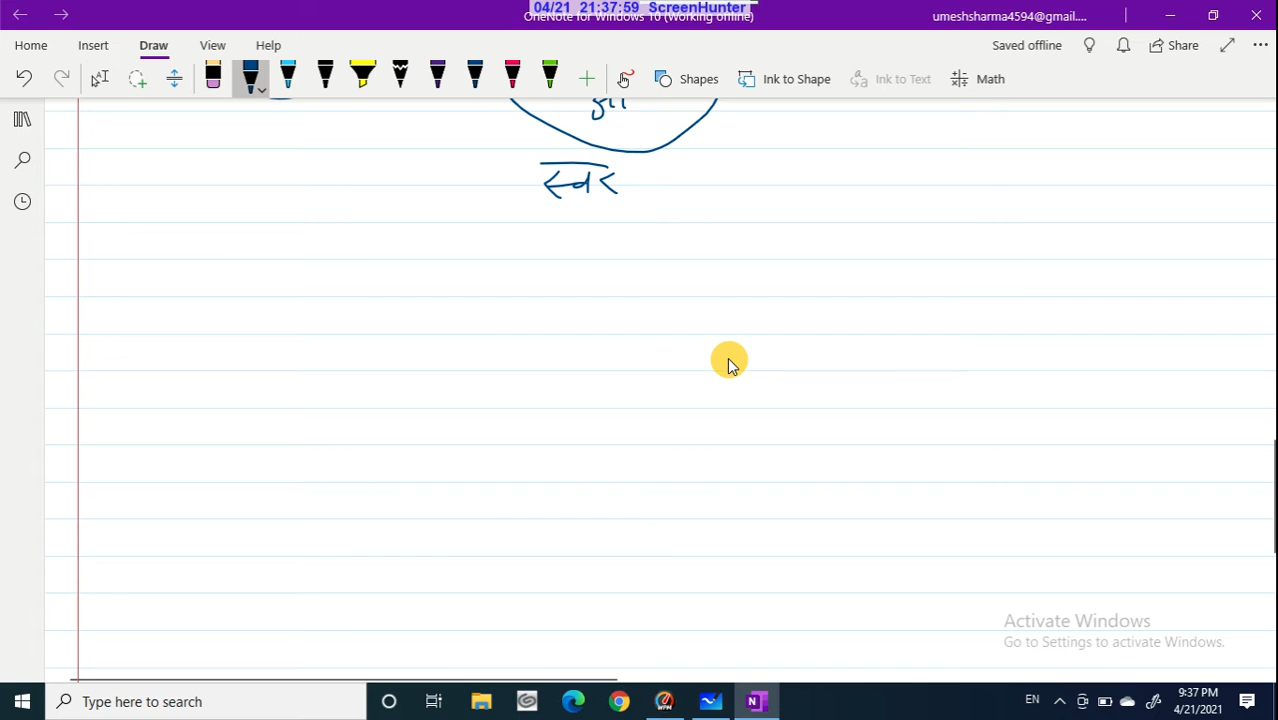 04/21 21:37:59 ScreenHunter
OneNote for Windows 10 (Working offline)
umeshsharma4594@gmail....
Home Insert Draw View Help
Saved offline
Share
Shapes
Ink to Shape
Ink to Text
Math
Activate Windows
Go to Settings to activate Windows.
Type here to search
EN
9:37 PM
4/21/2021